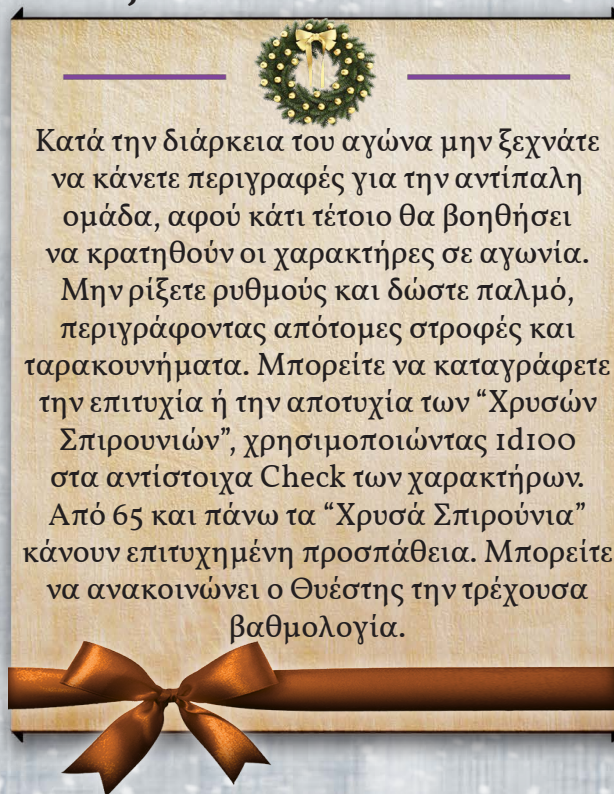 Κατά την διάρκεια του αγώνα μην ξεχνάτε
να κάνετε περιγραφές για την αντίπαλη
ομάδα, αφού κάτι τέτοιο θα βοηθήσει
να κρατηθούν οι χαρακτήρες σε αγωνία.
Μην ρίξετε ρυθμούς και δώστε παλμό,
περιγράφοντας απότομες στροφές και
ταρακουνήματα. Μπορείτε να καταγράφετε
την επιτυχία ή την αποτυχία των “Χρυσών
Σπιρουνιών”, χρησιμοποιώντας 1d100
στα αντίστοιχα Check των χαρακτήρων.
Από 65 και πάνω τα “Χρυσά Σπιρούνια”
κάνουν επιτυχημένη προσπάθεια. Μπορείτε
να ανακοινώνει ο Θυέστης την τρέχουσα
βαθμολογία.